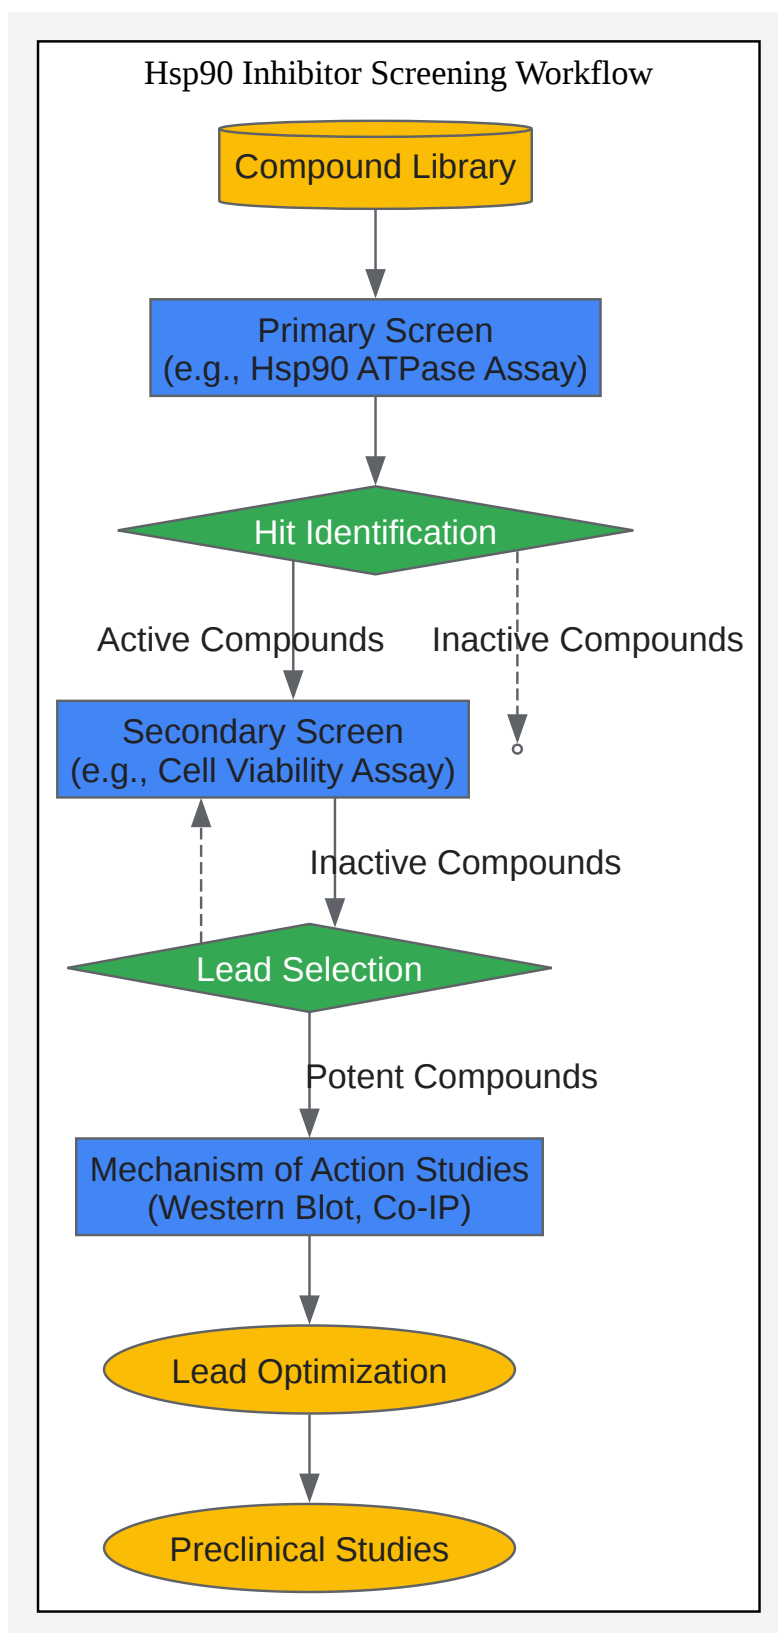 Hsp90 Inhibitor Screening Workflow
Compound Library
Primary Screen
(e.g., Hsp90 ATPase Assay)
Hit Identification
Active Compounds
Inactive Compounds
Secondary Screen
(e.g., Cell Viability Assay)
Inactive Compounds
Lead Selection
Potent Compounds
Mechanism of Action Studies
(Western Blot, Co-IP)
Lead Optimization
Preclinical Studies